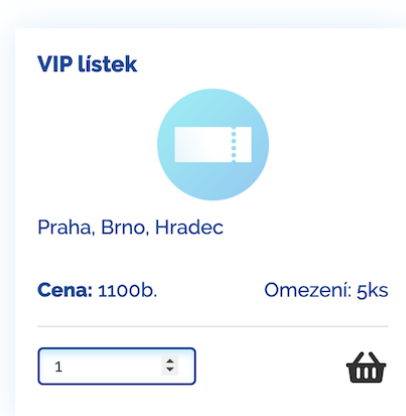 VIP lístek
Praha, Brno, Hradec
Cena: 1100b. Omezení: 5ks
1